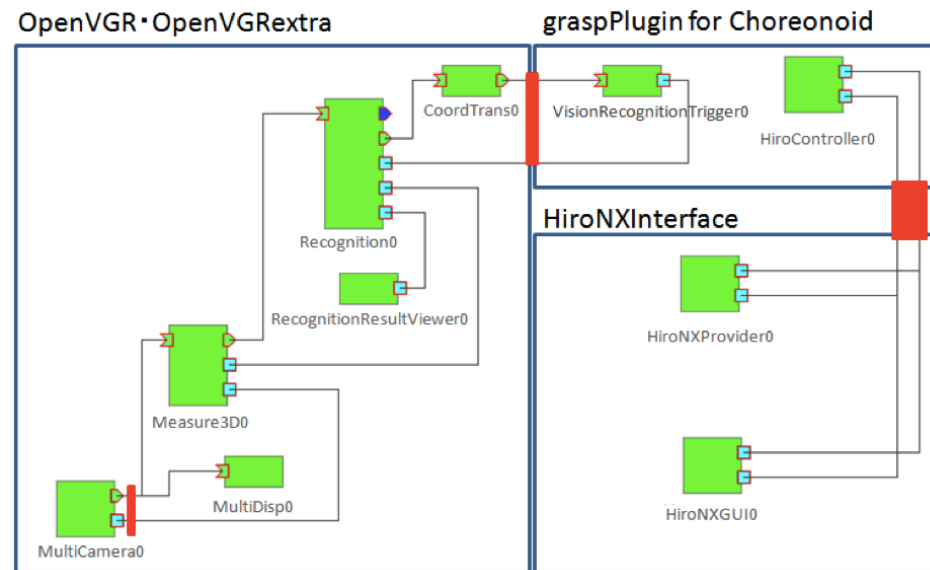 OpenVGR・OpenVGRextra
graspPlugin for Choreonoid
CoordTrans0
VisionRecognitionTrigger0
HiroController0
Recognition0
HiroNXInterface
RecognitionResultViewer0
HiroNXProvider0
Measure3D0
MultiDisp0
HiroNXGUI0
MultiCamera0